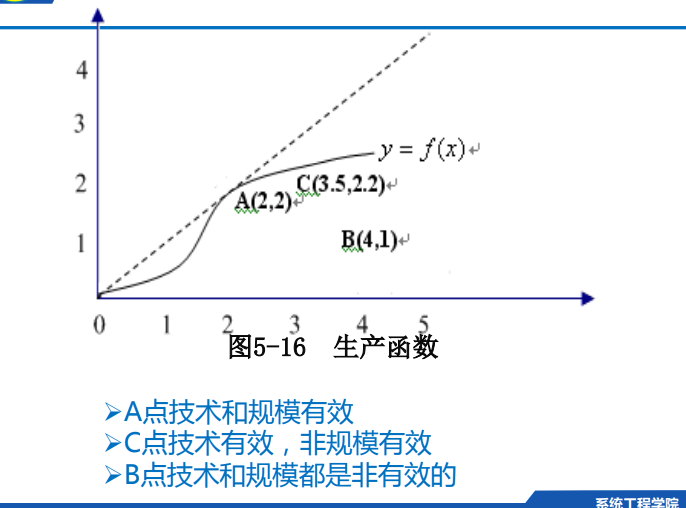 4
3
y = f(x)
2
C(3.5,2.2)
A(2,2)
1
B(4,1)
0 1 2 3 4 5
图5-16 生产函数
➢A点技术和规模有效
➢C点技术有效，非规模有效
➢B点技术和规模都是非有效的
系统工程学院